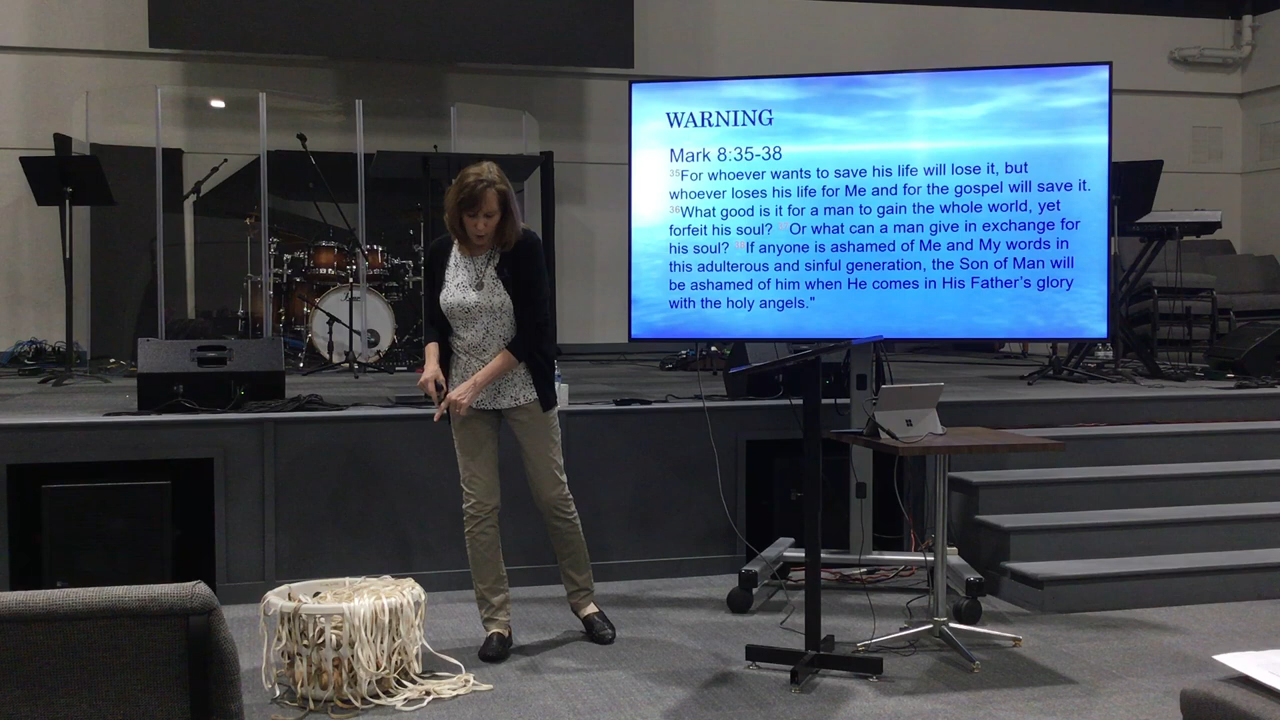 WARNING
Mark 8:35-38
35For whoever wants to save his life will lose it, but
whoever loses his life for Me and for the gospel will save it.
36What good is it for a man to gain the whole world, yet
forfeit his soul? Or what can a man give in exchange for
his soul? 38If anyone is ashamed of Me and My words in
this adulterous and sinful generation, the Son of Man will
be ashamed of him when He comes in His Father's glory
with the holy angels."